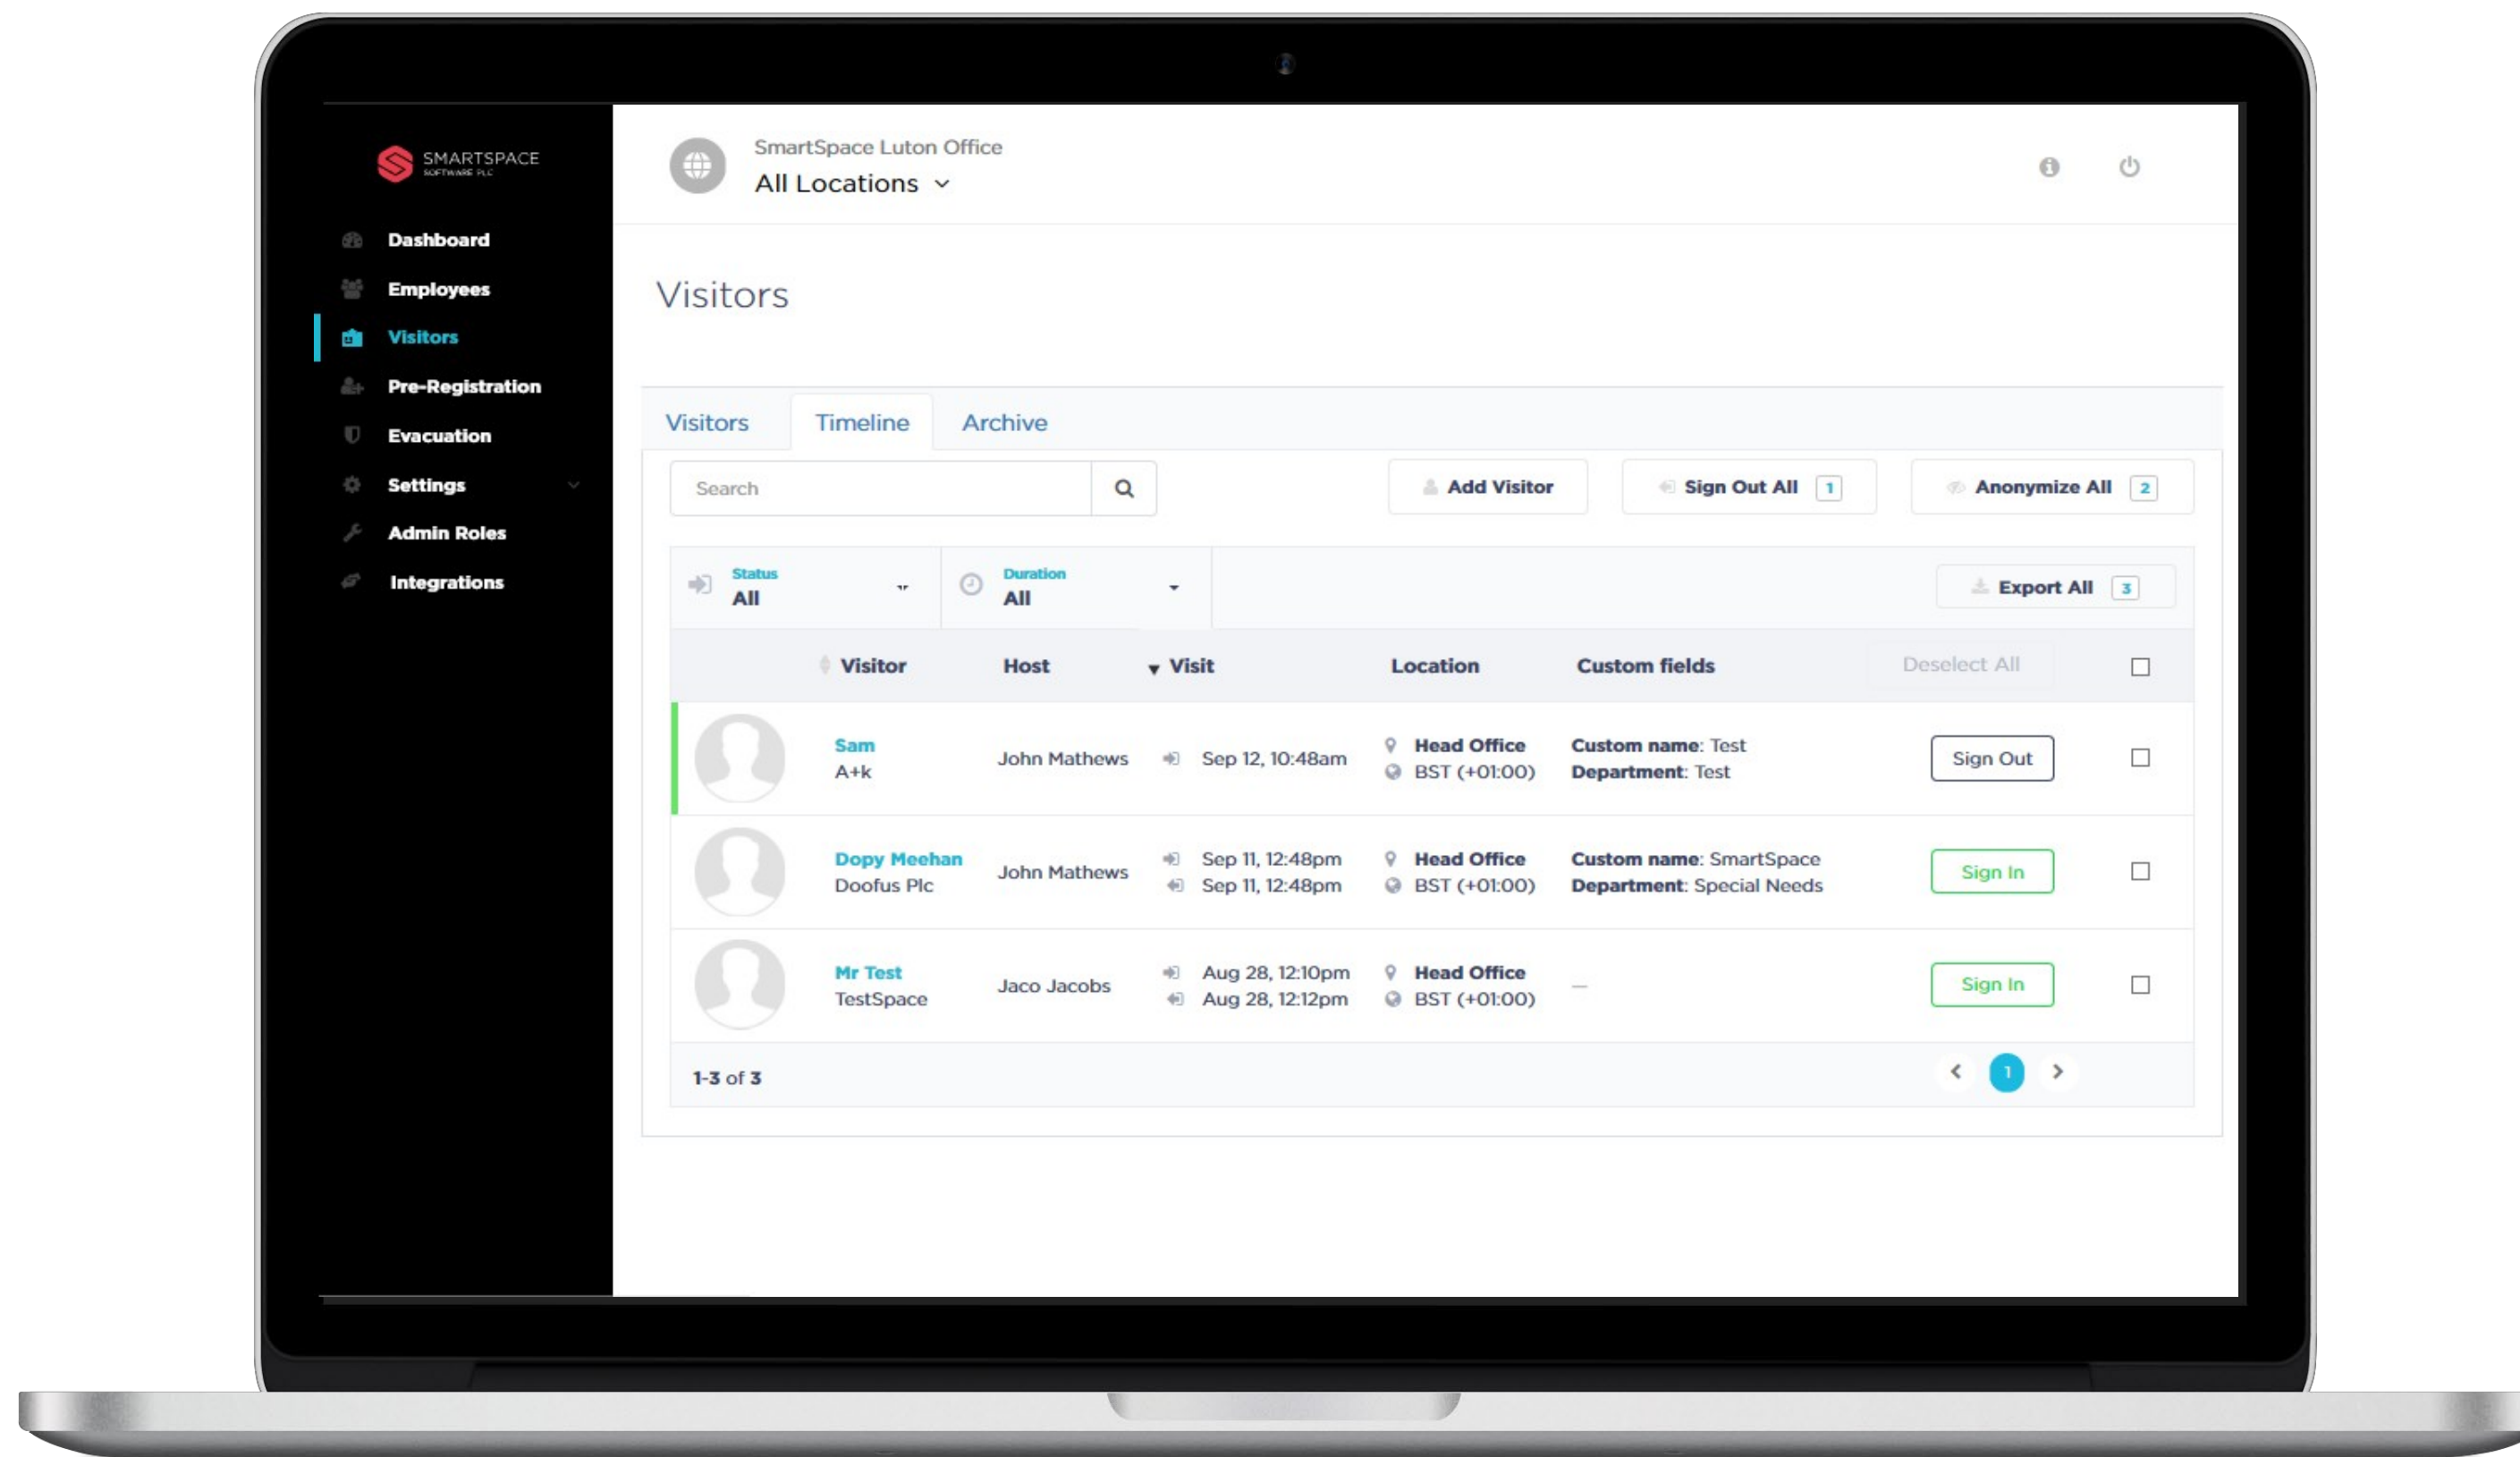 SMARTSPACE
SOFTWARE PLC
Dashboard
Employees
Visitors
Pre-Registration
Evacuation
Settings
Admin Roles
Integrations
SmartSpace Luton Office
All Locations
Visitors
Visitors Timeline Archive
Search Add Visitor Sign Out All 1 Anonymize All 2
Status Duration
All All Export All 3
Visitor Host Visit Location Custom fields Deselect All
Sam Head Office Custom name: Test
John Mathews Sep 12, 10:48am Sign Out
A+k BST (+01:00) Department: Test
Dopy Meehan Sep 11, 12:48pm Head Office Custom name: SmartSpace
John Mathews Sign In
Doofus Plc Sep 11, 12:48pm BST (+01:00) Department: Special Needs
Mr Test Aug 28, 12:10pm Head Office
Jaco Jacobs — Sign In
TestSpace Aug 28, 12:12pm BST (+01:00)
1-3 of 3 1